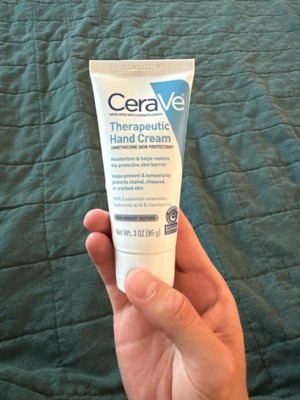 CeraVe
DEVELOPED WITH DERMATOLOGISTS
Therapeutic
Hand Cream
DIMETHICONE SKIN PROTECTANT
Moisturizes & helps restore
the protective skin barrier
Helps prevent & temporarily
protects chafed, chapped,
or cracked skin
With 3 essential ceramides,
hyaluronic acid & niacinamide
NON-GREASY TEXTURE
Net Wt. 3 OZ (85 g)